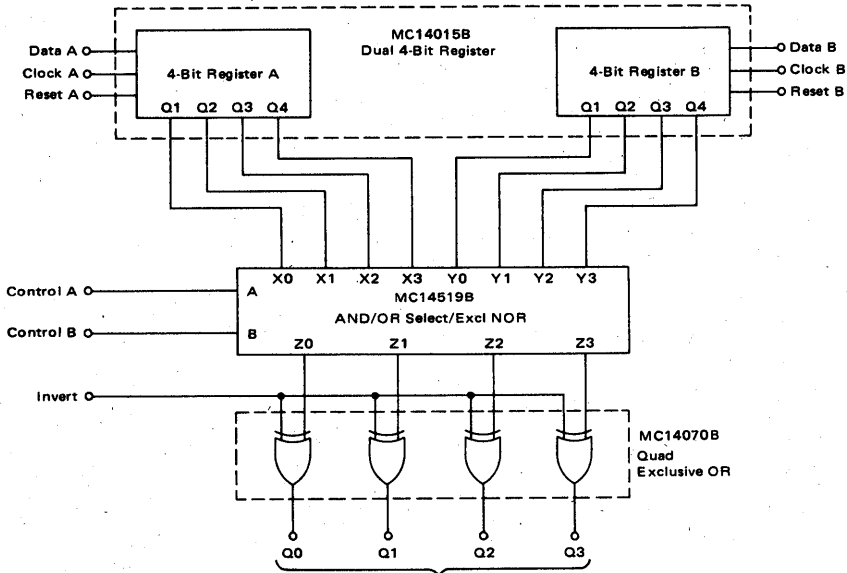 MC14015B
Dual 4-Bit Register
Data A
Clock A
Reset A
4-Bit Register A
Q1 Q2 Q3 Q4
4-Bit Register B
Q1 Q2 Q3 Q4
Data B
Clock B
Reset B
X0 X1 X2 X3 Y0 Y1 Y2 Y3
Control A
A
MC14519B
AND/OR Select/Excl NOR
Control B
B
Z0 Z1 Z2 Z3
Invert
MC14070B
Quad
Exclusive OR
Q0 Q1 Q2 Q3